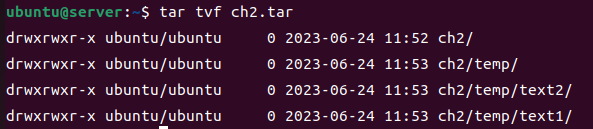 ubuntu@server:~$ tar tvf ch2.tar
drwxrwxr-x ubuntu/ubuntu     0 2023-06-24 11:52 ch2/
drwxrwxr-x ubuntu/ubuntu     0 2023-06-24 11:53 ch2/temp/
drwxrwxr-x ubuntu/ubuntu     0 2023-06-24 11:53 ch2/temp/text2/
drwxrwxr-x ubuntu/ubuntu     0 2023-06-24 11:53 ch2/temp/text1/